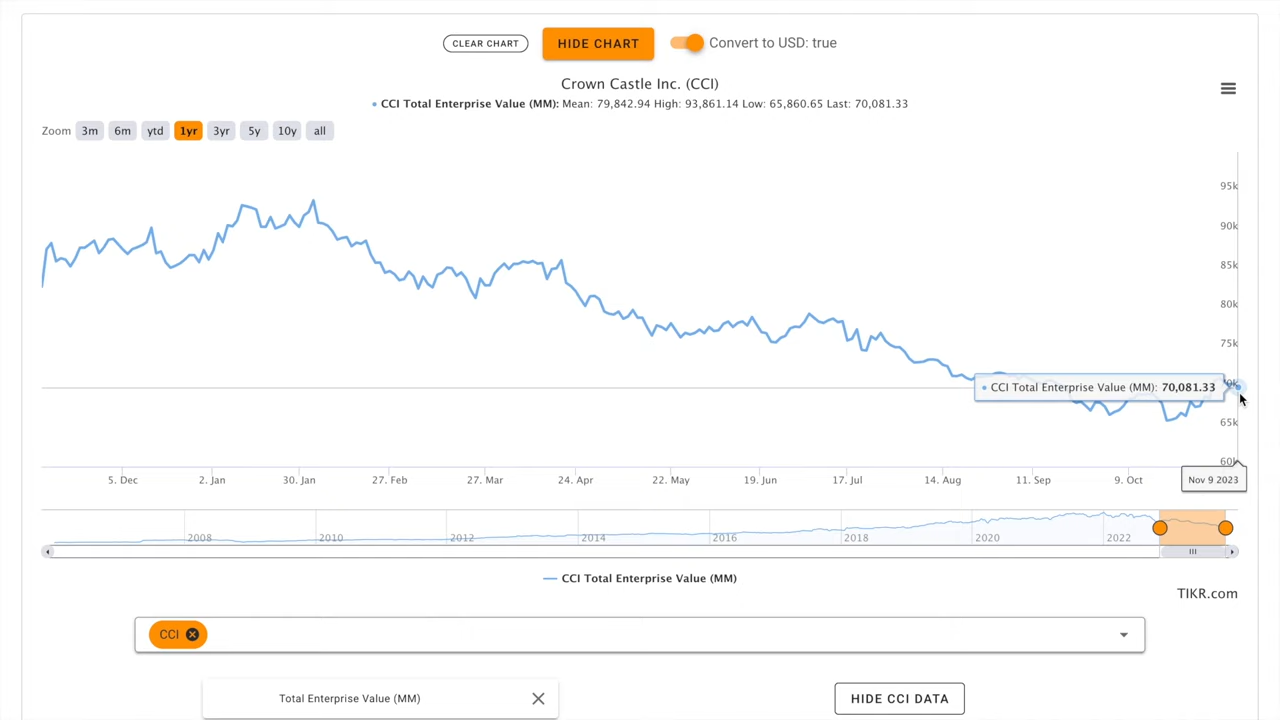 CLEAR CHART
HIDE CHART
Convert to USD: true
Crown Castle Inc. (CCI)
CCI Total Enterprise Value (MM): Mean: 79,842.94 High: 93,861.14 Low: 65,860.65 Last: 70,081.33
Zoom 3m 6m ytd 1yr 3yr 5y 10y all
95k
90k
85k
80k
75k
CCI Total Enterprise Value (MM): 70,081.33
65k
60k
5. Dec 2. Jan 30. Jan 27. Feb 27. Mar 24. Apr 22. May 19. Jun 17. Jul 14. Aug 11. Sep 9. Oct Nov 9 2023
2008 2010 2012 2014 2016 2018 2020 2022
CCI Total Enterprise Value (MM)
TIKR.com
CCI
Total Enterprise Value (MM)
HIDE CCI DATA